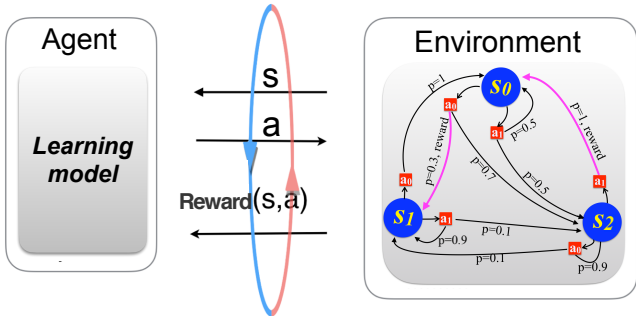 Agent
Learning
model
s
a
Reward(s,a)
Environment
p=1
S0
a0
a1
p=0.5
p=0.3, reward
p=0.7
p=0.5
p=1, reward
a0
a1
S1
a1
p=0.1
S2
p=0.9
a0
p=0.1
p=0.9